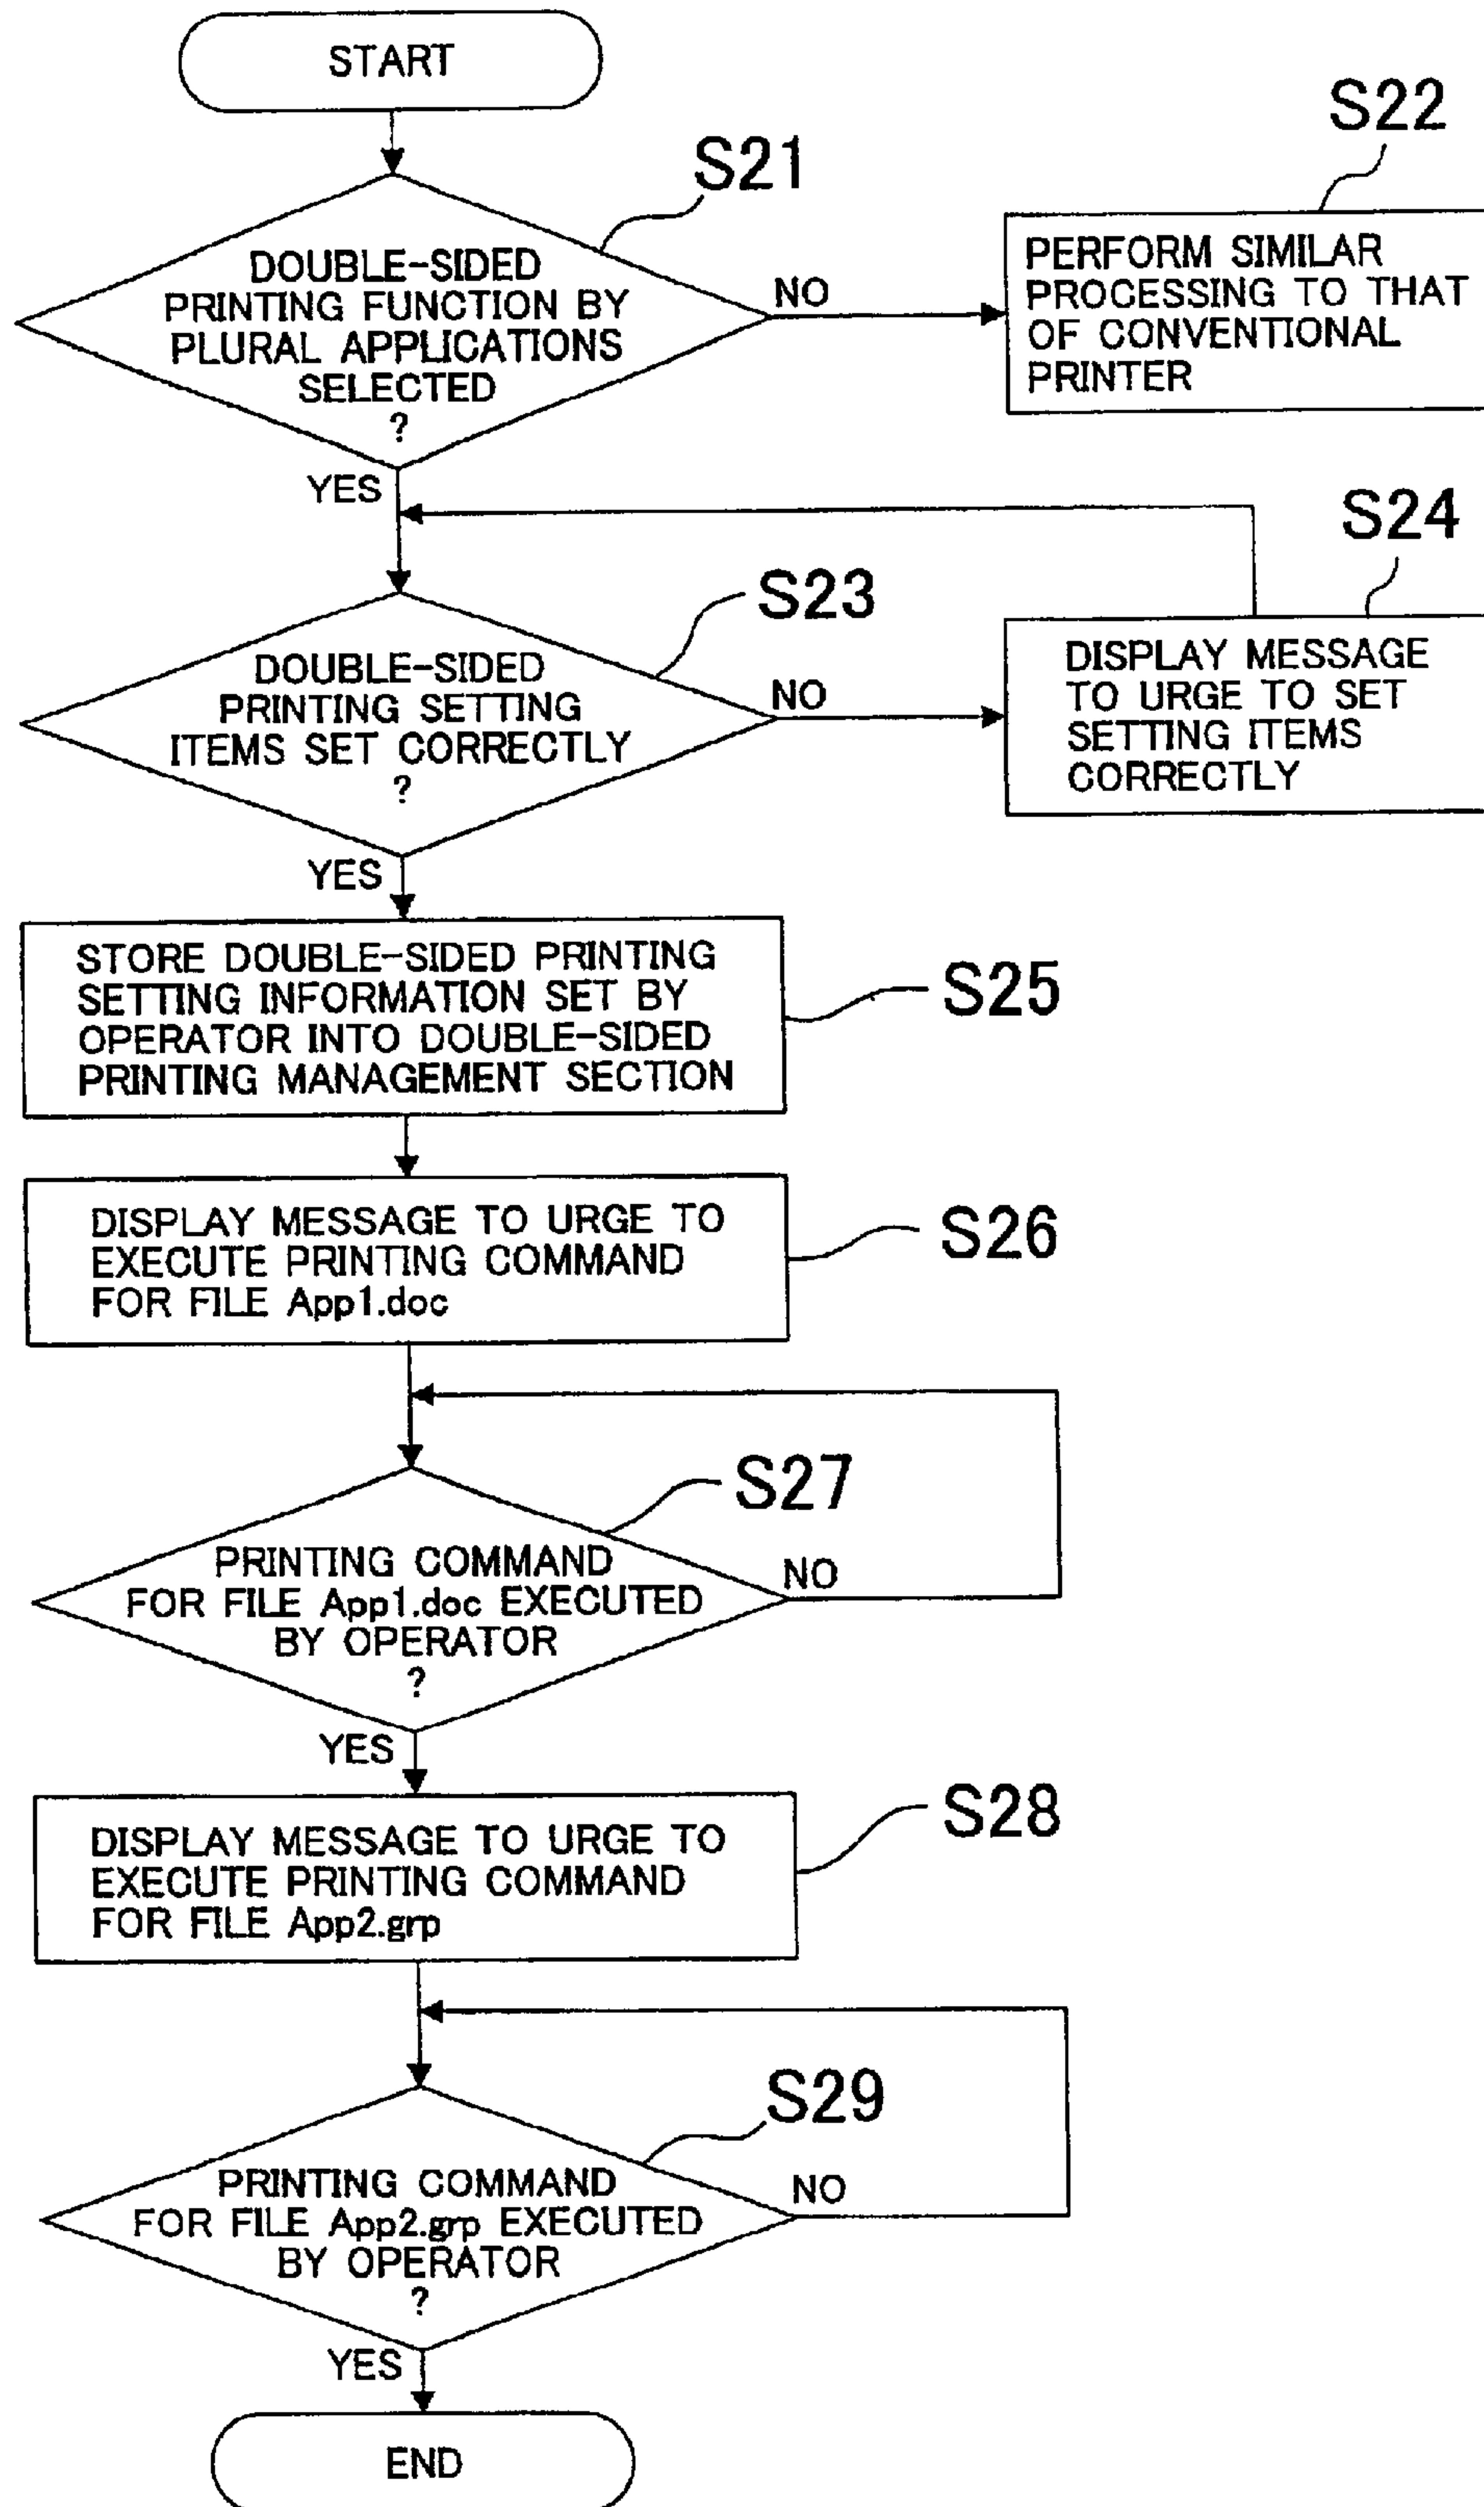 START
S21
DOUBLE-SIDED
PRINTING FUNCTION BY
PLURAL APPLICATIONS
SELECTED
?
NO
YES
S22
PERFORM SIMILAR
PROCESSING TO THAT
OF CONVENTIONAL
PRINTER
S23
DOUBLE-SIDED
PRINTING SETTING
ITEMS SET CORRECTLY
?
NO
YES
S24
DISPLAY MESSAGE
TO URGE TO SET
SETTING ITEMS
CORRECTLY
STORE DOUBLE-SIDED PRINTING
SETTING INFORMATION SET BY
OPERATOR INTO DOUBLE-SIDED
PRINTING MANAGEMENT SECTION
S25
DISPLAY MESSAGE TO URGE TO
EXECUTE PRINTING COMMAND
FOR FILE App1.doc
S26
S27
PRINTING COMMAND
FOR FILE App1.doc EXECUTED
BY OPERATOR
?
NO
YES
DISPLAY MESSAGE TO URGE TO
EXECUTE PRINTING COMMAND
FOR FILE App2.grp
S28
S29
PRINTING COMMAND
FOR FILE App2.grp EXECUTED
BY OPERATOR
?
NO
YES
END